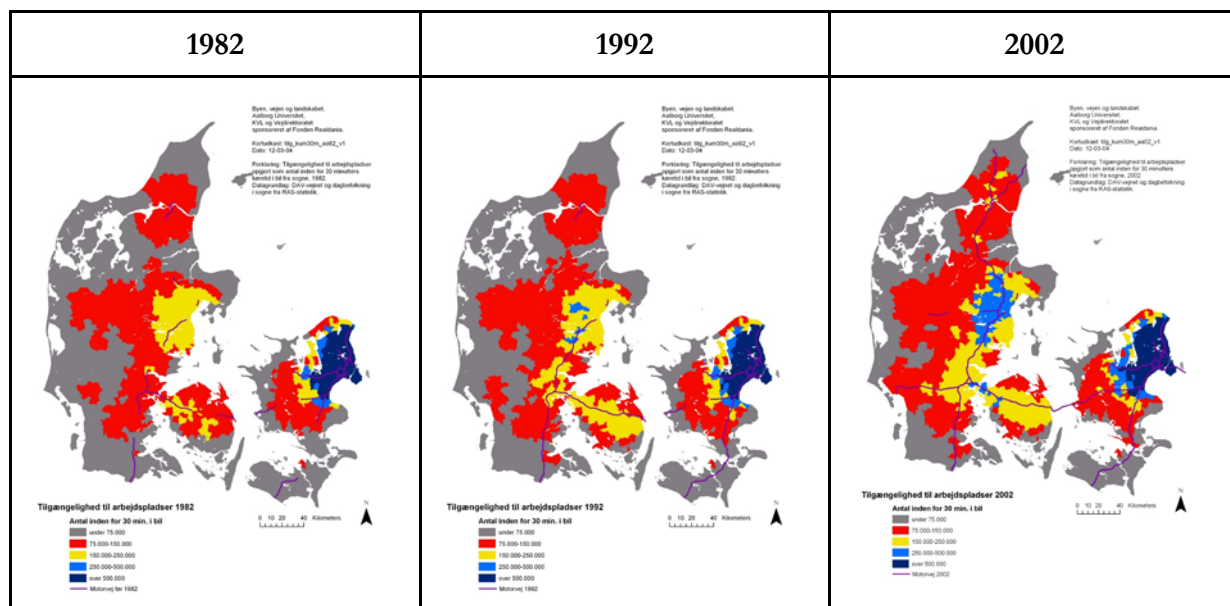 1982
1992
2002
Byen, vejen og landskabet.
Aalborg Universitet,
KVL og Vejdirektoratet
sponsoreret af Fonden Realdania.
Kortudkast: tilg_kum30m_aa82_v1
Dato: 12-03-04
Forklaring: Tilgængelighed til arbejdspladser
opgjort som antal inden for 30 minutters
køretid i bil fra sogne, 1982.
Datagrundlag: DAV-vejnet og dagbefolkning
i sogne fra RAS-statistik.
Tilgængelighed til arbejdspladser 1982
Antal inden for 30 min. i bil
under 75.000
75.000-150.000
150.000-250.000
250.000-500.000
over 500.000
Motorvej før 1982
0 10 20 40 Kilometers
N
Byen, vejen og landskabet.
Aalborg Universitet,
KVL og Vejdirektoratet
sponsoreret af Fonden Realdania.
Dato: 12-03-04
Forklaring: Tilgængelighed til arbejdspladser
opgjort som antal inden for 30 minutters
køretid i bil fra sogne, 1992.
Datagrundlag: DAV-vejnet og dagbefolkning
i sogne fra RAS-statistik.
Tilgængelighed til arbejdspladser 1992
Antal inden for 30 min. i bil
under 75.000
75.000-150.000
150.000-250.000
250.000-500.000
over 500.000
Motorvej 1992
0 10 20 40 Kilometers
N
Byen, vejen og landskabet.
Aalborg Universitet,
KVL og Vejdirektoratet
sponsoreret af Fonden Realdania.
Kortudkast: tilg_kum30m_aa02_v1
Dato: 12-03-04
Forklaring: Tilgængelighed til arbejdspladser
opgjort som antal inden for 30 minutters
køretid i bil fra sogne, 2002.
Datagrundlag: DAV-vejnet og dagbefolkning
i sogne fra RAS-statistik.
Tilgængelighed til arbejdspladser 2002
Antal inden for 30 min. i bil
under 75.000
75.000-150.000
150.000-250.000
250.000-500.000
over 500.000
Motorvej 2002
0 10 20 40 Kilometers
N